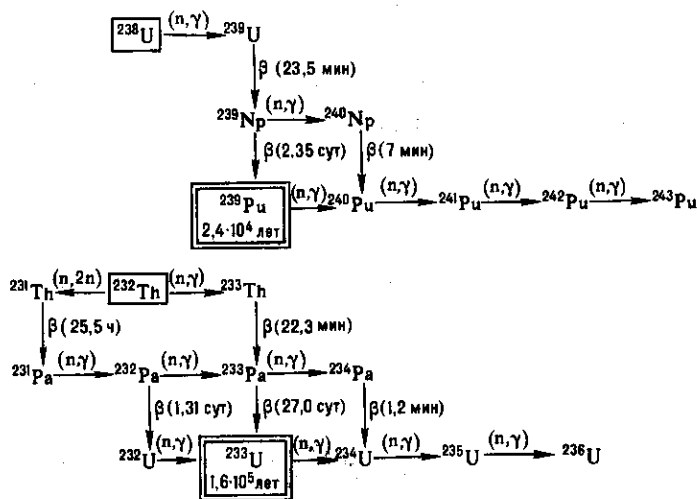 ²³⁸U (n,γ) ²³⁹U
β (23,5 мин)
²³⁹Np (n,γ) ²⁴⁰Np
β(2,35 сут) β(7 мин)
²³⁹Pu (n,γ) ²⁴⁰Pu (n,γ) ²⁴¹Pu (n,γ) ²⁴²Pu (n,γ) ²⁴³Pu
2,4·10⁴ лет
²³¹Th (n,2n) ²³²Th (n,γ) ²³³Th
β(25,5 ч) β(22,3 мин)
²³¹Pa (n,γ) ²³²Pa (n,γ) ²³³Pa (n,γ) ²³⁴Pa
β(1,31 сут) β(27,0 сут) β(1,2 мин)
²³²U (n,γ) ²³³U (n,γ) ²³⁴U (n,γ) ²³⁵U (n,γ) ²³⁶U
1,6·10⁵ лет